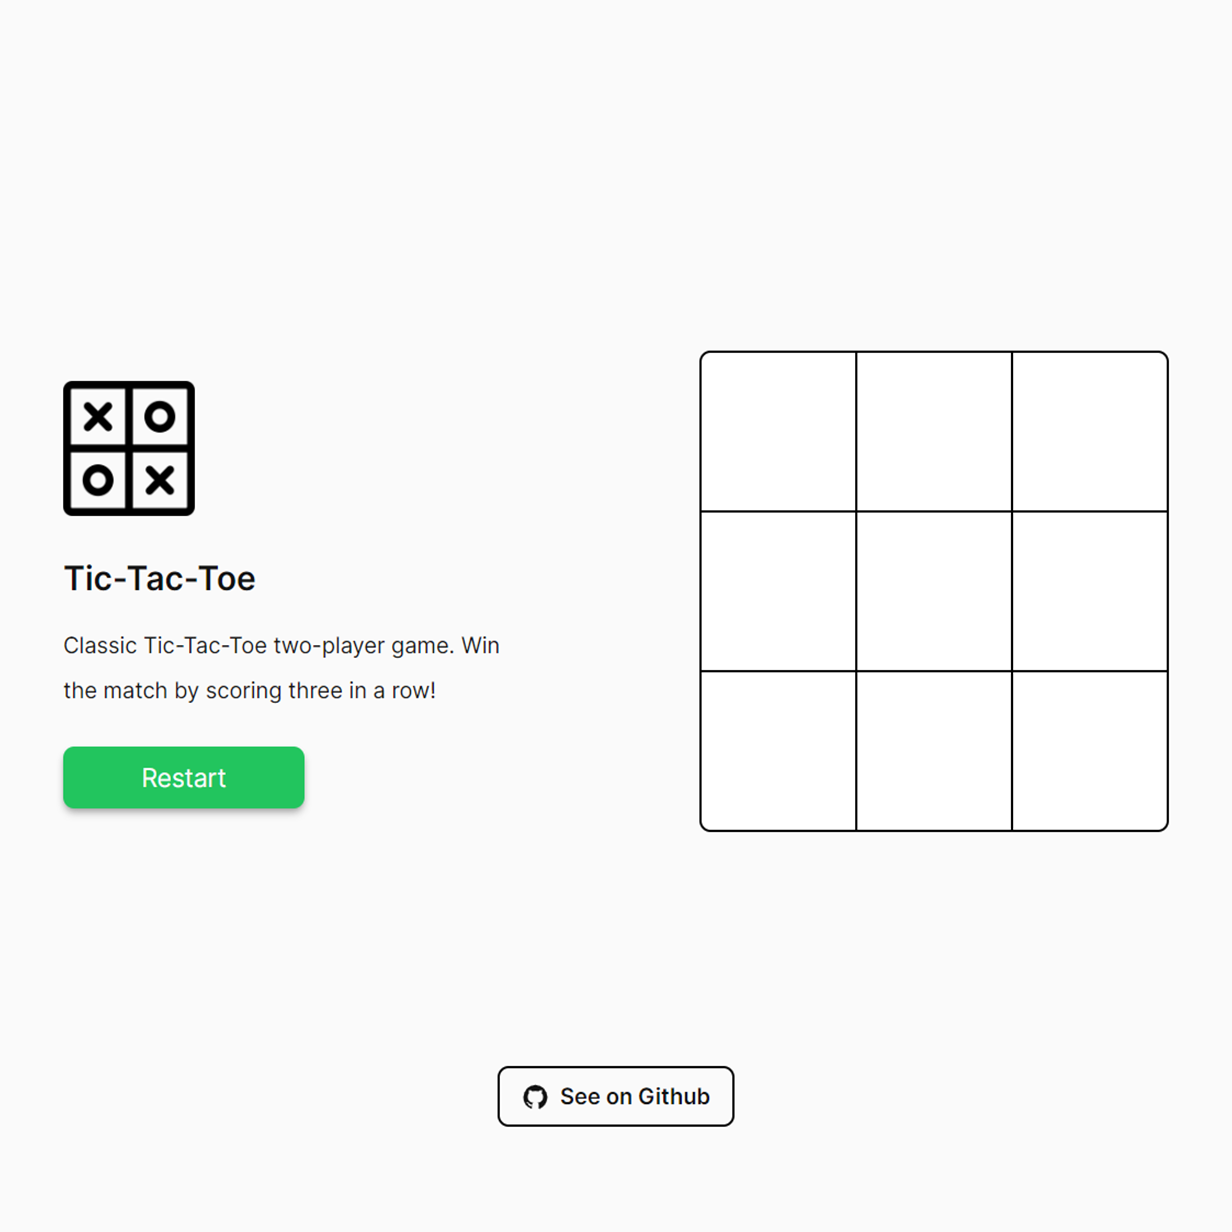 Tic-Tac-Toe
Classic Tic-Tac-Toe two-player game. Win
the match by scoring three in a row!
Restart
See on Github